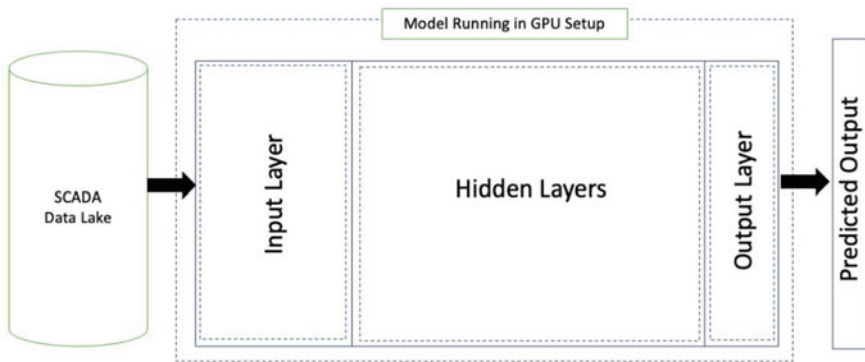 Model Running in GPU Setup
SCADA
Data Lake
Input Layer
Hidden Layers
Output Layer
Predicted Output